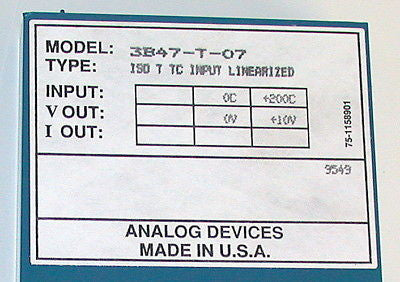 MODEL: 3B47-T-07
TYPE: ISO T TC INPUT LINEARIZED
INPUT: 0C +200C
V OUT: 0V +10V
I OUT:
75-1158901
9549
ANALOG DEVICES
MADE IN U.S.A.